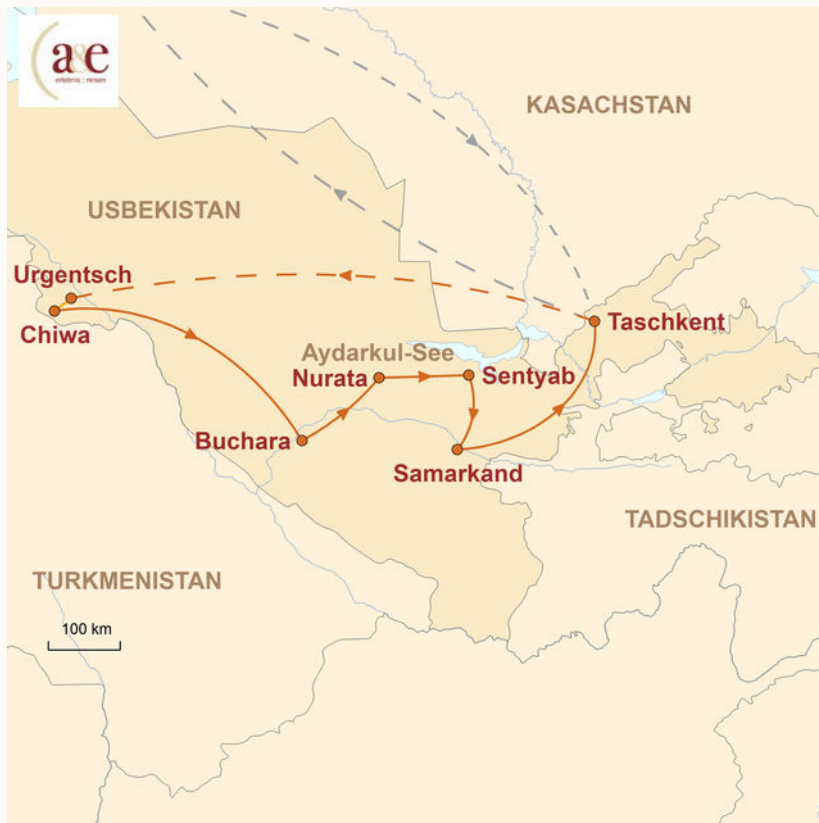 a&e
erlebnis : reisen
KASACHSTAN
USBEKISTAN
Urgentsch
Chiwa
Taschkent
Aydarkul-See
Nurata
Sentyab
Buchara
Samarkand
TADSCHIKISTAN
TURKMENISTAN
100 km